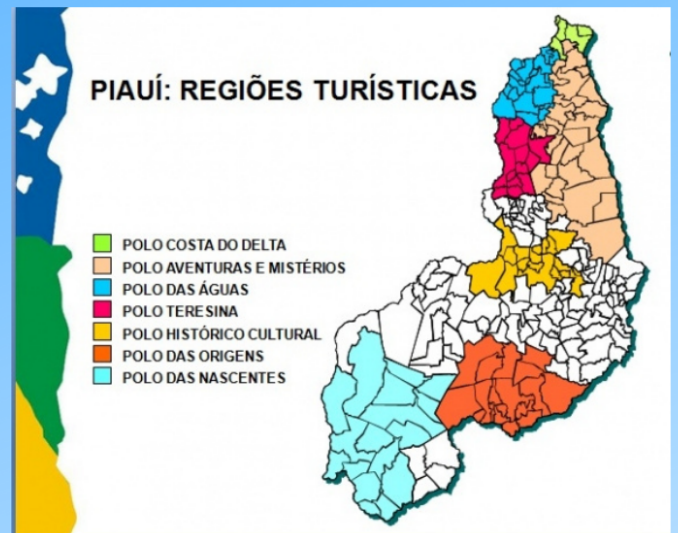 PIAUÍ: REGIÕES TURÍSTICAS
POLO COSTA DO DELTA
POLO AVENTURAS E MISTÉRIOS
POLO DAS ÁGUAS
POLO TERESINA
POLO HISTÓRICO CULTURAL
POLO DAS ORIGENS
POLO DAS NASCENTES